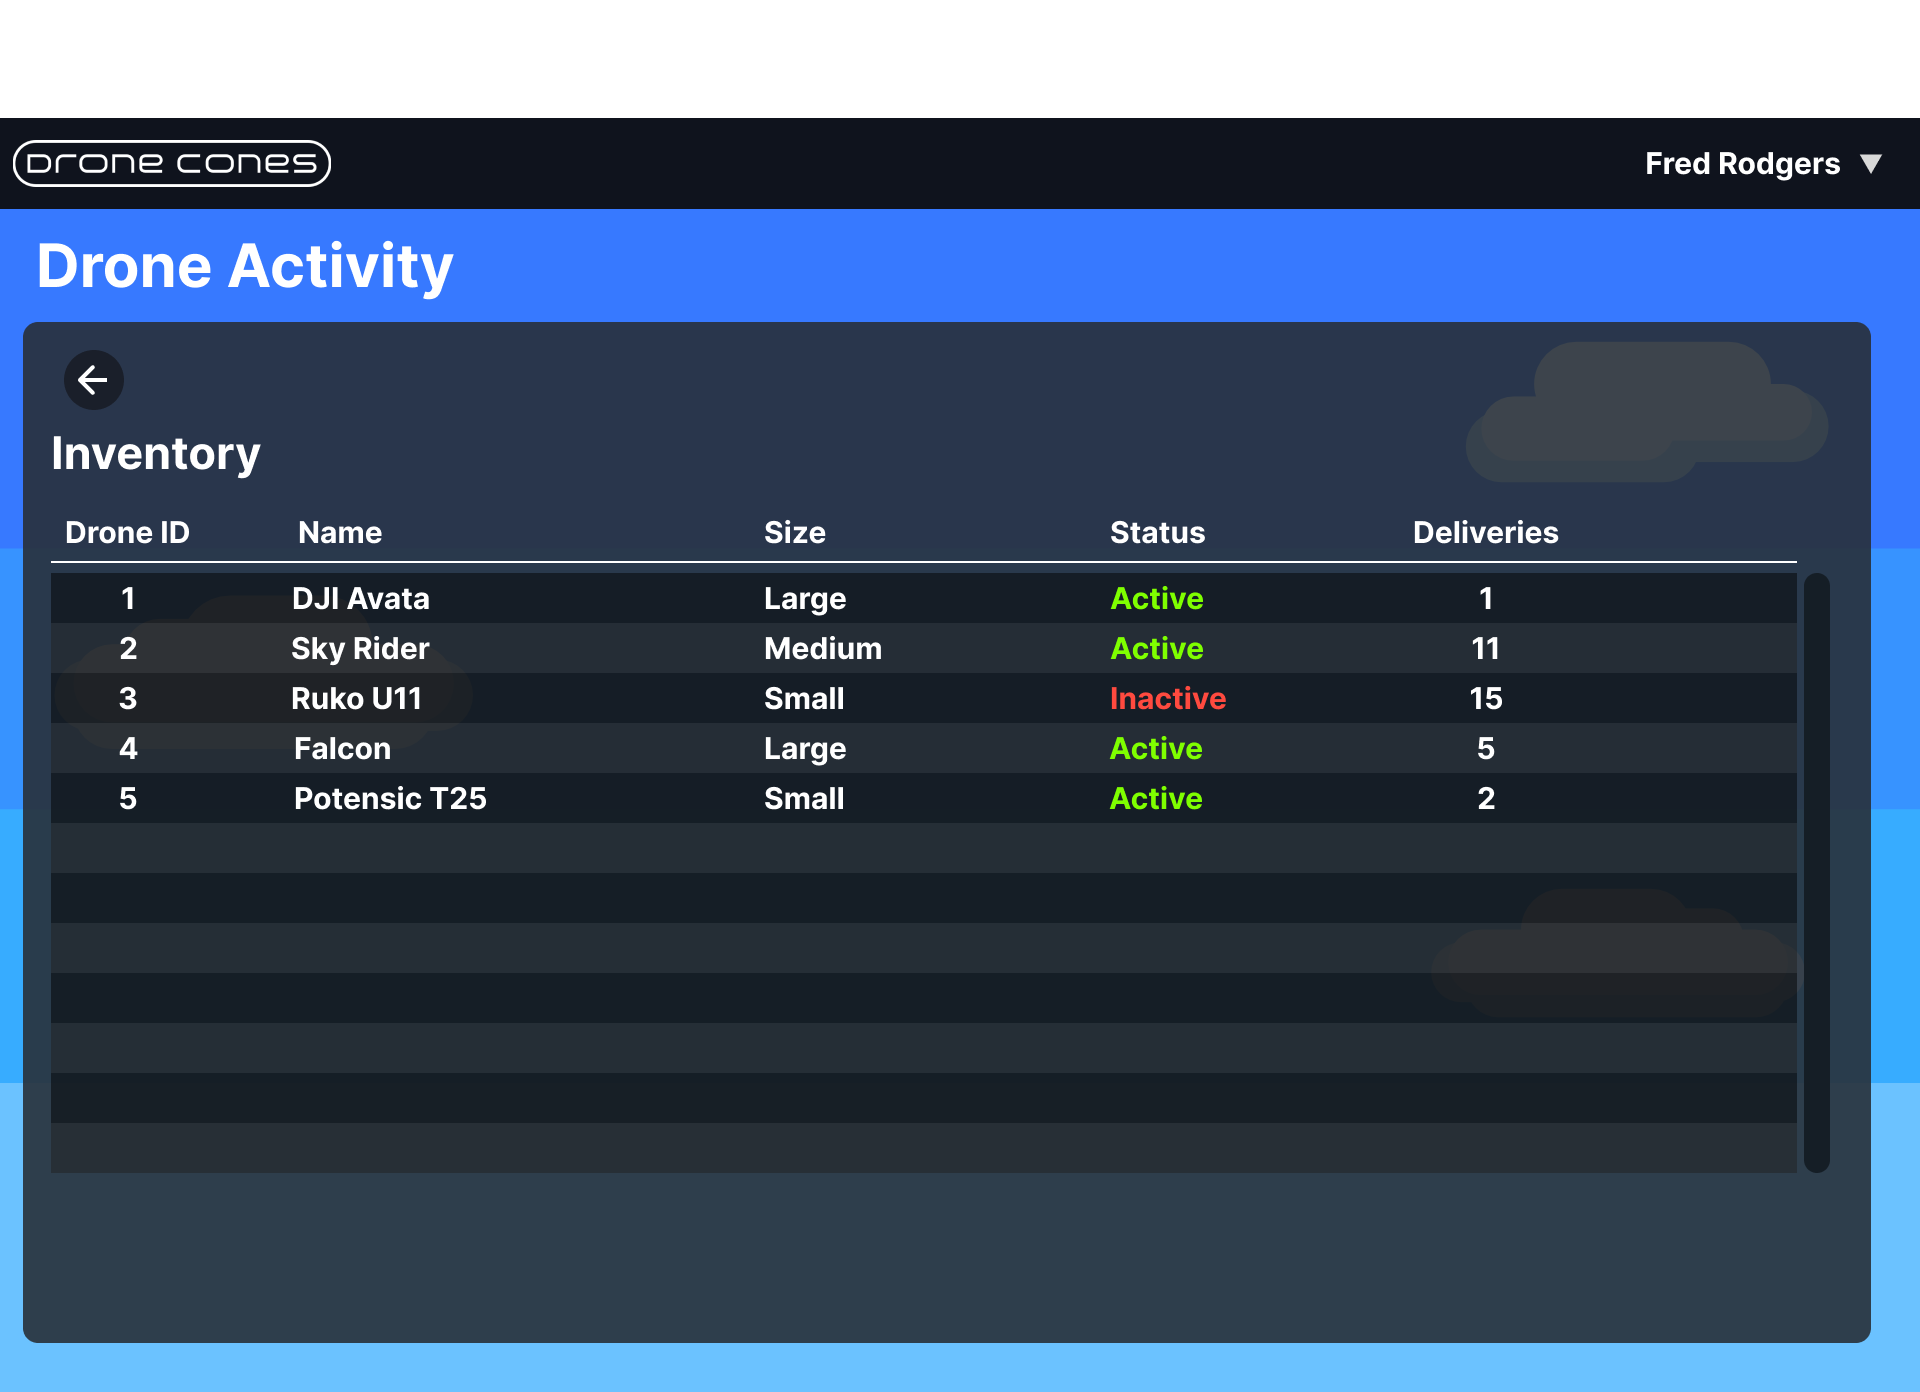 Drone Cones
Fred Rodgers ▼
Drone Activity
Inventory
Drone ID Name Size Status Deliveries
1 DJI Avata Large Active 1
2 Sky Rider Medium Active 11
3 Ruko U11 Small Inactive 15
4 Falcon Large Active 5
5 Potensic T25 Small Active 2